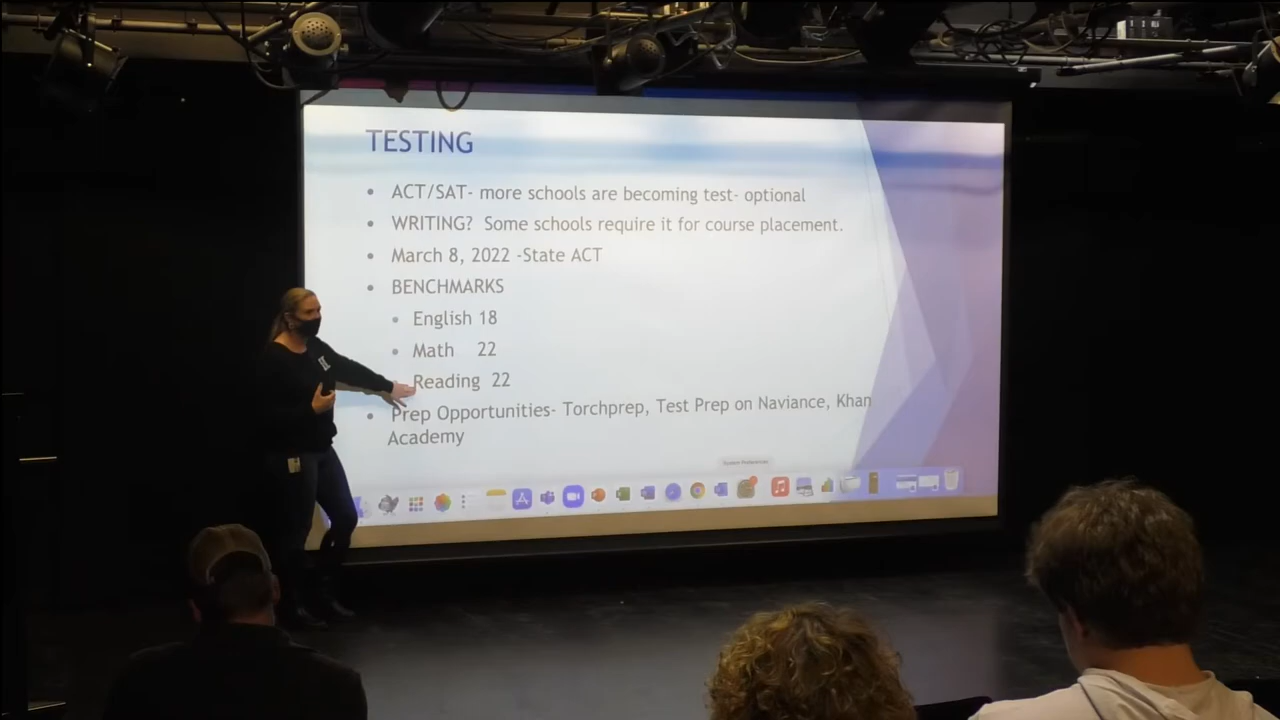 TESTING
ACT/SAT- more schools are becoming test- optional
WRITING?  Some schools require it for course placement.
March 8, 2022 -State ACT
BENCHMARKS
English 18
Math 22
Reading 22
Prep Opportunities- Torchprep, Test Prep on Naviance, Khan
Academy
System Preferences